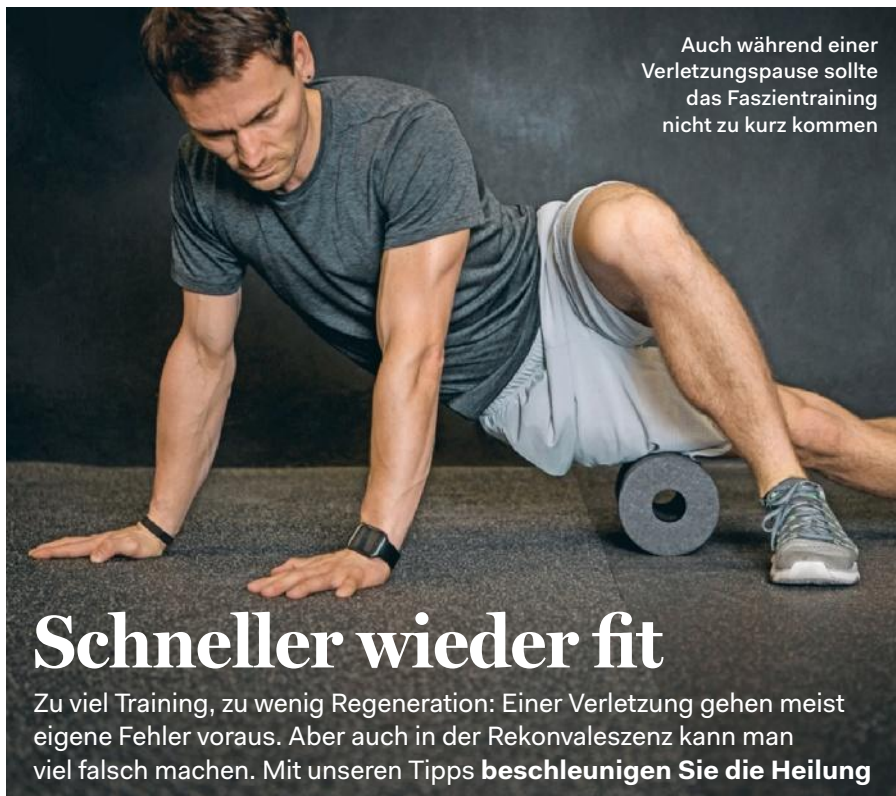 Auch während einer
Verletzungspause sollte
das Faszientraining
nicht zu kurz kommen
Schneller wieder fit
Zu viel Training, zu wenig Regeneration: Einer Verletzung gehen meist
eigene Fehler voraus. Aber auch in der Rekonvaleszenz kann man
viel falsch machen. Mit unseren Tipps beschleunigen Sie die Heilung